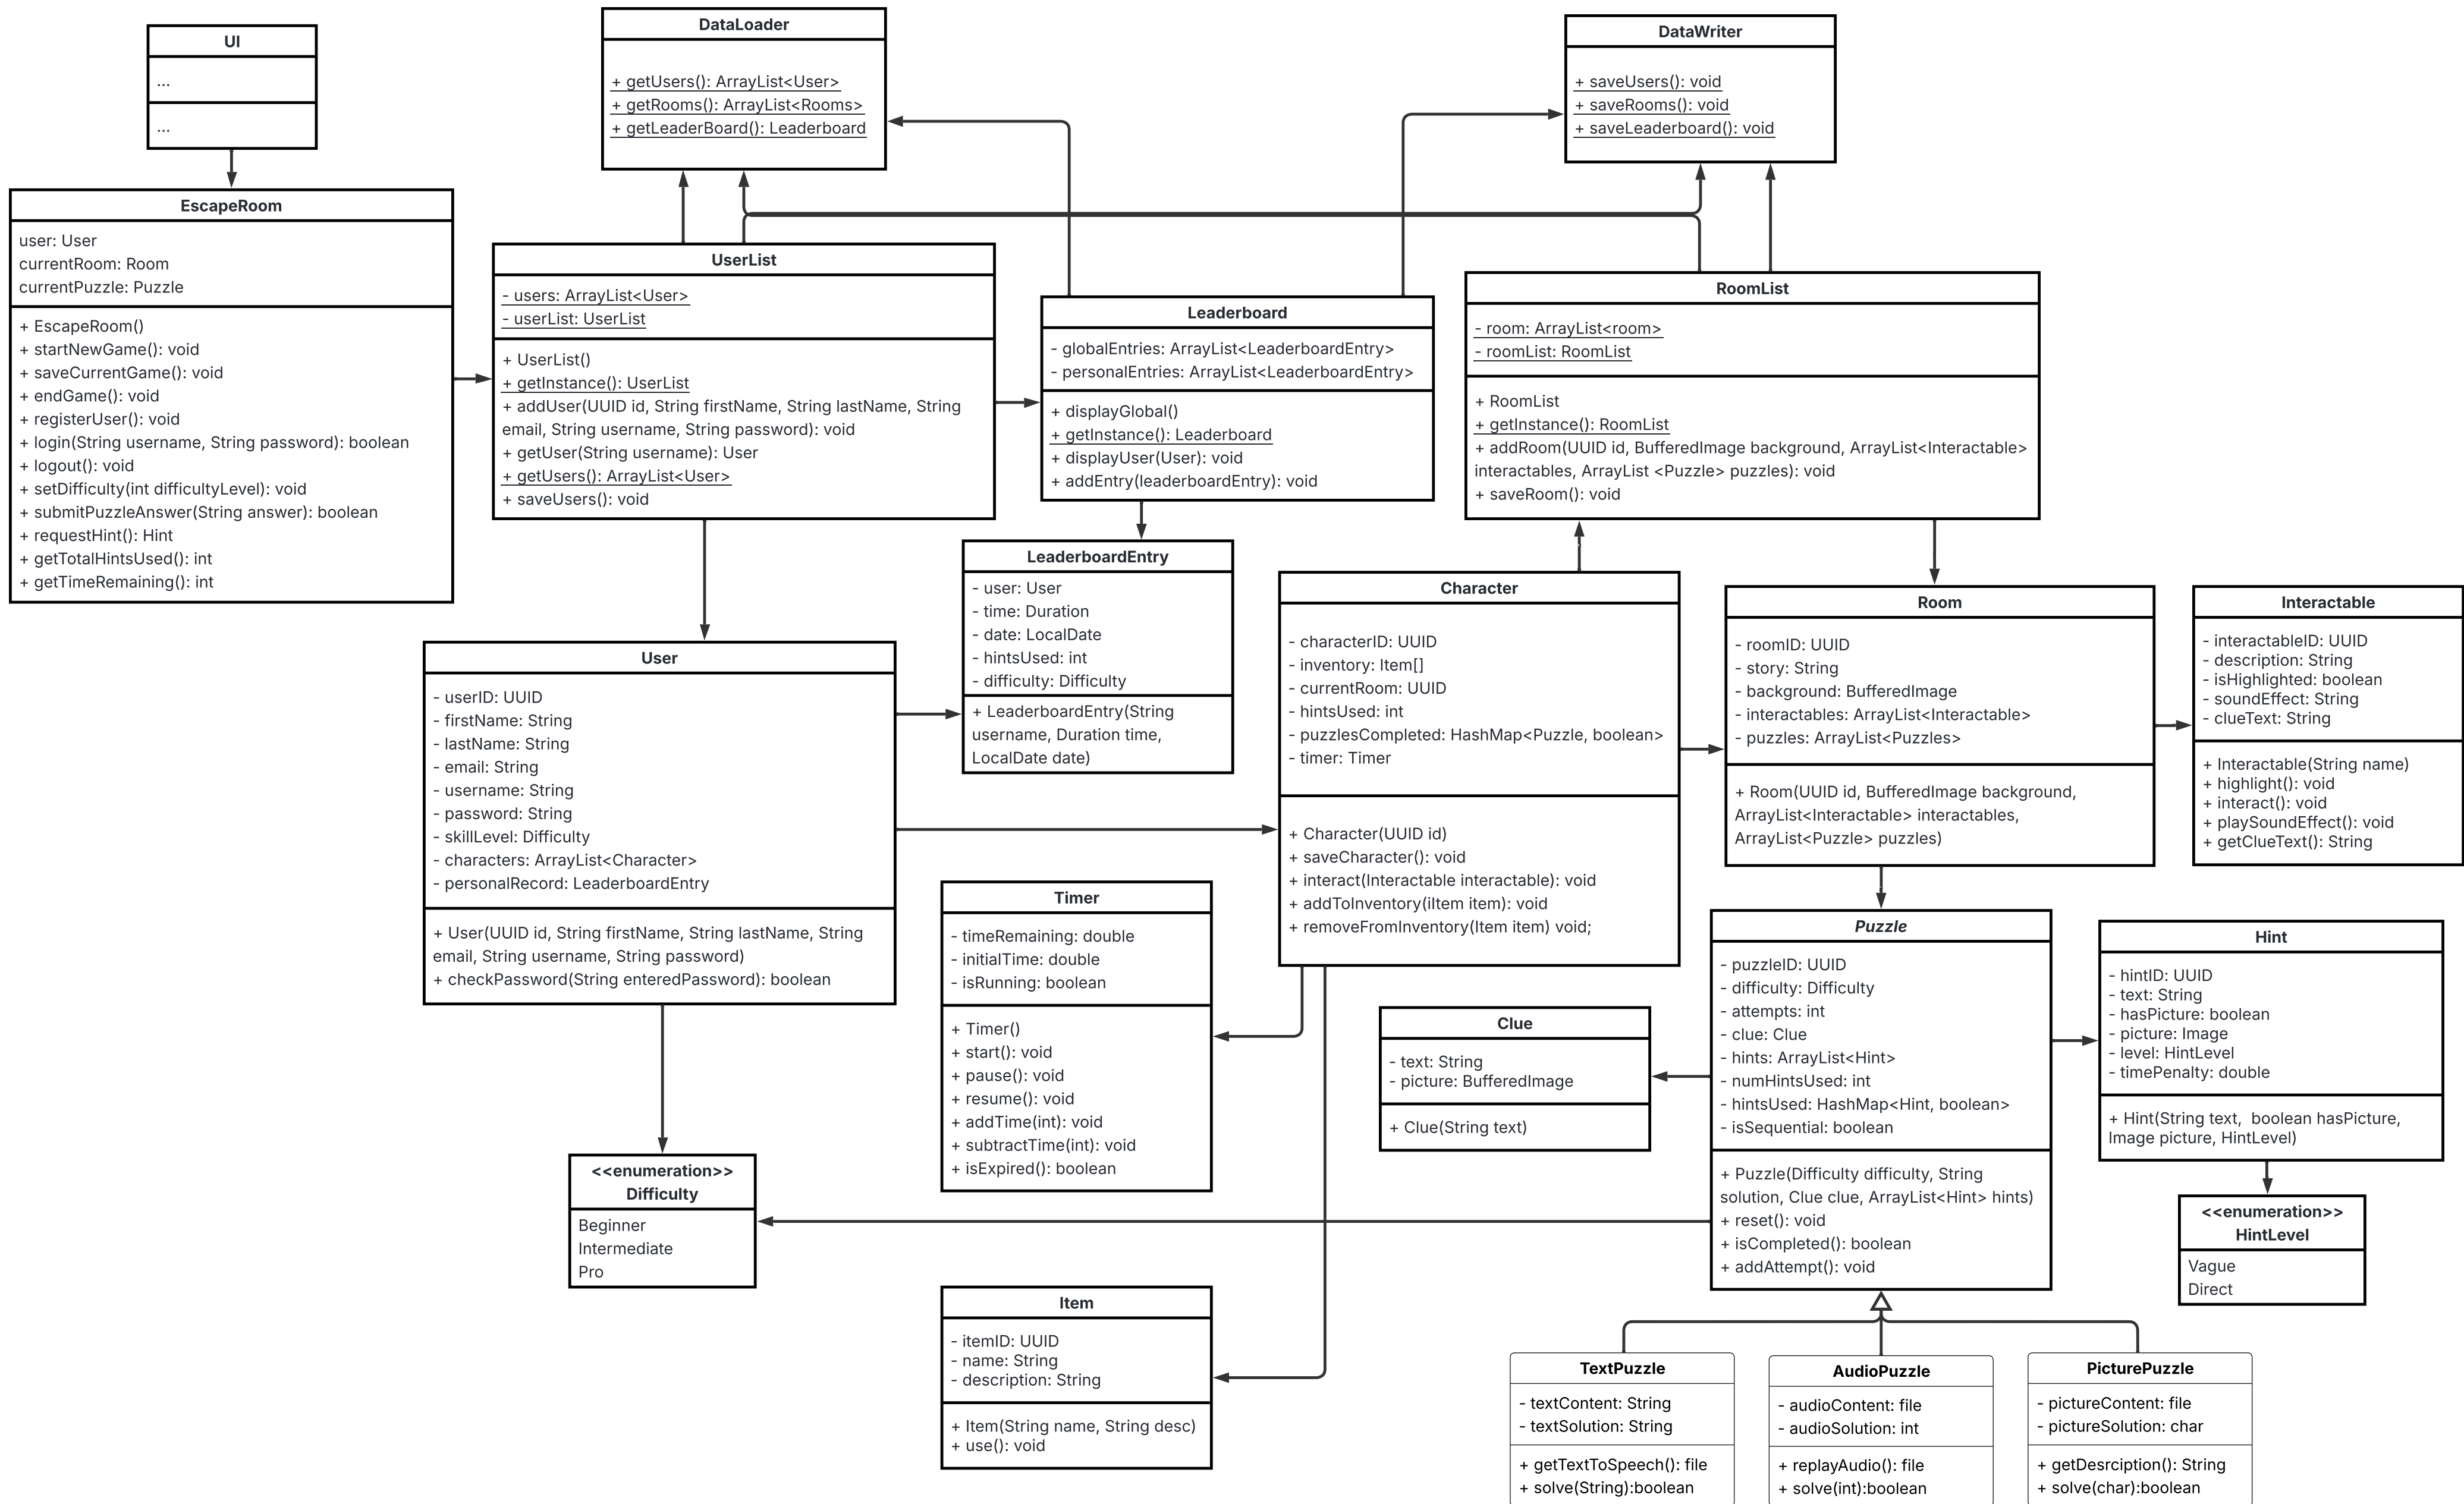 UI
...
...
DataLoader
+ getUsers(): ArrayList<User>
+ getRooms(): ArrayList<Rooms>
+ getLeaderBoard(): Leaderboard
DataWriter
+ saveUsers(): void
+ saveRooms(): void
+ saveLeaderboard(): void
EscapeRoom
user: User
currentRoom: Room
currentPuzzle: Puzzle
+ EscapeRoom()
+ startNewGame(): void
+ saveCurrentGame(): void
+ endGame(): void
+ registerUser(): void
+ login(String username, String password): boolean
+ logout(): void
+ setDifficulty(int difficultyLevel): void
+ submitPuzzleAnswer(String answer): boolean
+ requestHint(): Hint
+ getTotalHintsUsed(): int
+ getTimeRemaining(): int
UserList
- users: ArrayList<User>
- userList: UserList
+ UserList()
+ getInstance(): UserList
+ addUser(UUID id, String firstName, String lastName, String
email, String username, String password): void
+ getUser(String username): User
+ getUsers(): ArrayList<User>
+ saveUsers(): void
Leaderboard
- globalEntries: ArrayList<LeaderboardEntry>
- personalEntries: ArrayList<LeaderboardEntry>
+ displayGlobal()
+ getInstance(): Leaderboard
+ displayUser(User): void
+ addEntry(leaderboardEntry): void
RoomList
- room: ArrayList<room>
- roomList: RoomList
+ RoomList
+ getInstance(): RoomList
+ addRoom(UUID id, BufferedImage background, ArrayList<Interactable>
interactables, ArrayList <Puzzle> puzzles): void
+ saveRoom(): void
LeaderboardEntry
- user: User
- time: Duration
- date: LocalDate
- hintsUsed: int
- difficulty: Difficulty
+ LeaderboardEntry(String
username, Duration time,
LocalDate date)
Character
- characterID: UUID
- inventory: Item[]
- currentRoom: UUID
- hintsUsed: int
- puzzlesCompleted: HashMap<Puzzle, boolean>
- timer: Timer
+ Character(UUID id)
+ saveCharacter(): void
+ interact(Interactable interactable): void
+ addToInventory(iItem item): void
+ removeFromInventory(Item item) void;
Room
- roomID: UUID
- story: String
- background: BufferedImage
- interactables: ArrayList<Interactable>
- puzzles: ArrayList<Puzzles>
+ Room(UUID id, BufferedImage background,
ArrayList<Interactable> interactables,
ArrayList<Puzzle> puzzles)
Interactable
- interactableID: UUID
- description: String
- isHighlighted: boolean
- soundEffect: String
- clueText: String
+ Interactable(String name)
+ highlight(): void
+ interact(): void
+ playSoundEffect(): void
+ getClueText(): String
User
- userID: UUID
- firstName: String
- lastName: String
- email: String
- username: String
- password: String
- skillLevel: Difficulty
- characters: ArrayList<Character>
- personalRecord: LeaderboardEntry
+ User(UUID id, String firstName, String lastName, String
email, String username, String password)
+ checkPassword(String enteredPassword): boolean
Timer
- timeRemaining: double
- initialTime: double
- isRunning: boolean
+ Timer()
+ start(): void
+ pause(): void
+ resume(): void
+ addTime(int): void
+ subtractTime(int): void
+ isExpired(): boolean
Clue
- text: String
- picture: BufferedImage
+ Clue(String text)
Puzzle
- puzzleID: UUID
- difficulty: Difficulty
- attempts: int
- clue: Clue
- hints: ArrayList<Hint>
- numHintsUsed: int
- hintsUsed: HashMap<Hint, boolean>
- isSequential: boolean
+ Puzzle(Difficulty difficulty, String
solution, Clue clue, ArrayList<Hint> hints)
+ reset(): void
+ isCompleted(): boolean
+ addAttempt(): void
Hint
- hintID: UUID
- text: String
- hasPicture: boolean
- picture: Image
- level: HintLevel
- timePenalty: double
+ Hint(String text,  boolean hasPicture,
Image picture, HintLevel)
<<enumeration>>
Difficulty
Beginner
Intermediate
Pro
<<enumeration>>
HintLevel
Vague
Direct
Item
- itemID: UUID
- name: String
- description: String
+ Item(String name, String desc)
+ use(): void
TextPuzzle
- textContent: String
- textSolution: String
+ getTextToSpeech(): file
+ solve(String):boolean
AudioPuzzle
- audioContent: file
- audioSolution: int
+ replayAudio(): file
+ solve(int):boolean
PicturePuzzle
- pictureContent: file
- pictureSolution: char
+ getDesrciption(): String
+ solve(char):boolean